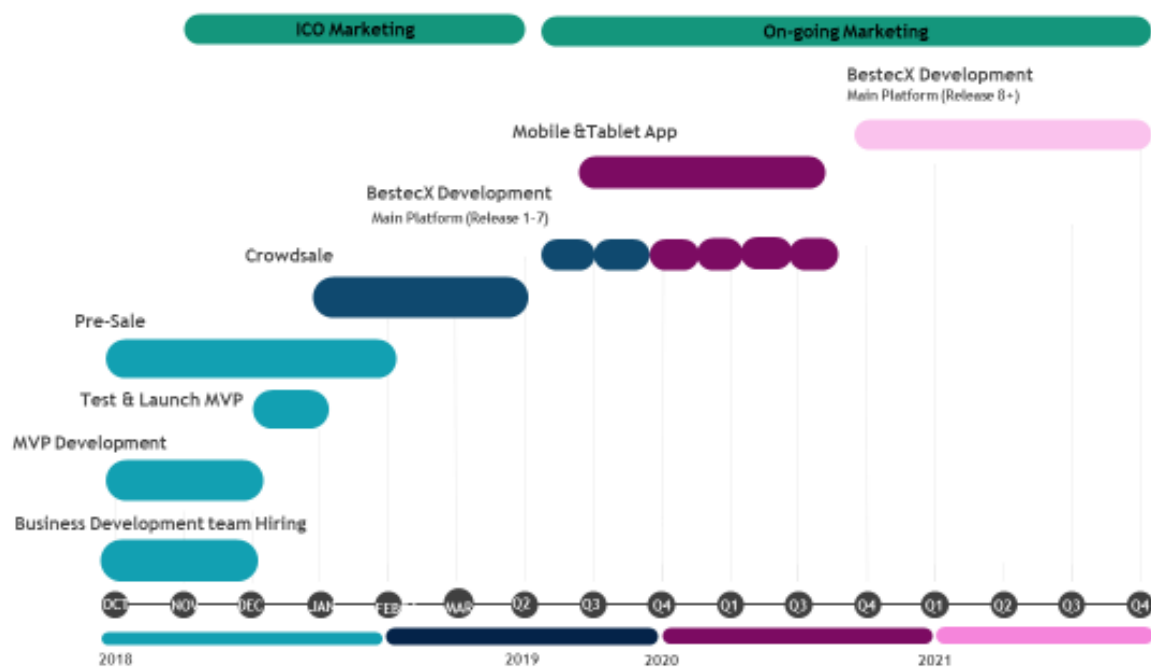 ICO Marketing
On-going Marketing
BestecX Development
Main Platform (Release 8+)
Mobile &Tablet App
BestecX Development
Main Platform (Release 1-7)
Crowdsale
Pre-Sale
Test & Launch MVP
MVP Development
Business Development team Hiring
OCT NOV DEC JAN FEB MAR Q2 Q3 Q4 Q1 Q3 Q4 Q1 Q2 Q3 Q4
2018 2019 2020 2021